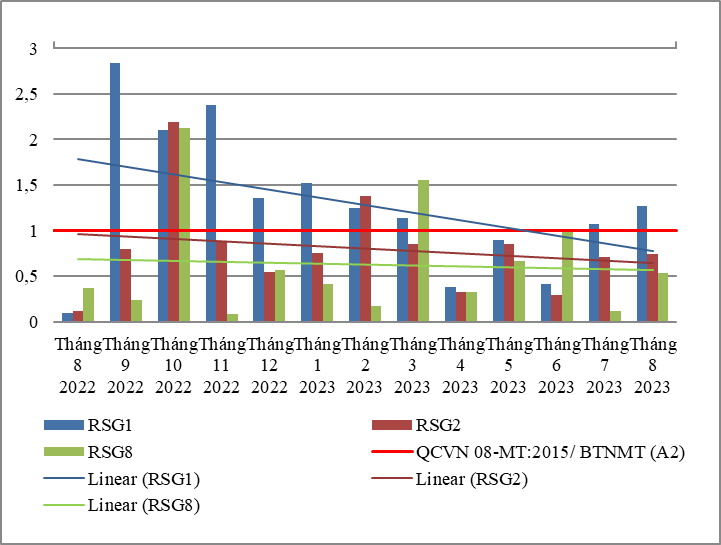 3
2,5
2
1,5
1
0,5
0
Tháng Tháng Tháng Tháng Tháng Tháng Tháng Tháng Tháng Tháng Tháng Tháng Tháng
8 9 10 11 12 1 2 3 4 5 6 7 8
2022 2022 2022 2022 2022 2023 2023 2023 2023 2023 2023 2023 2023
RSG1 RSG2
RSG8 QCVN 08-MT:2015/ BTNMT (A2)
Linear (RSG1) Linear (RSG2)
Linear (RSG8)